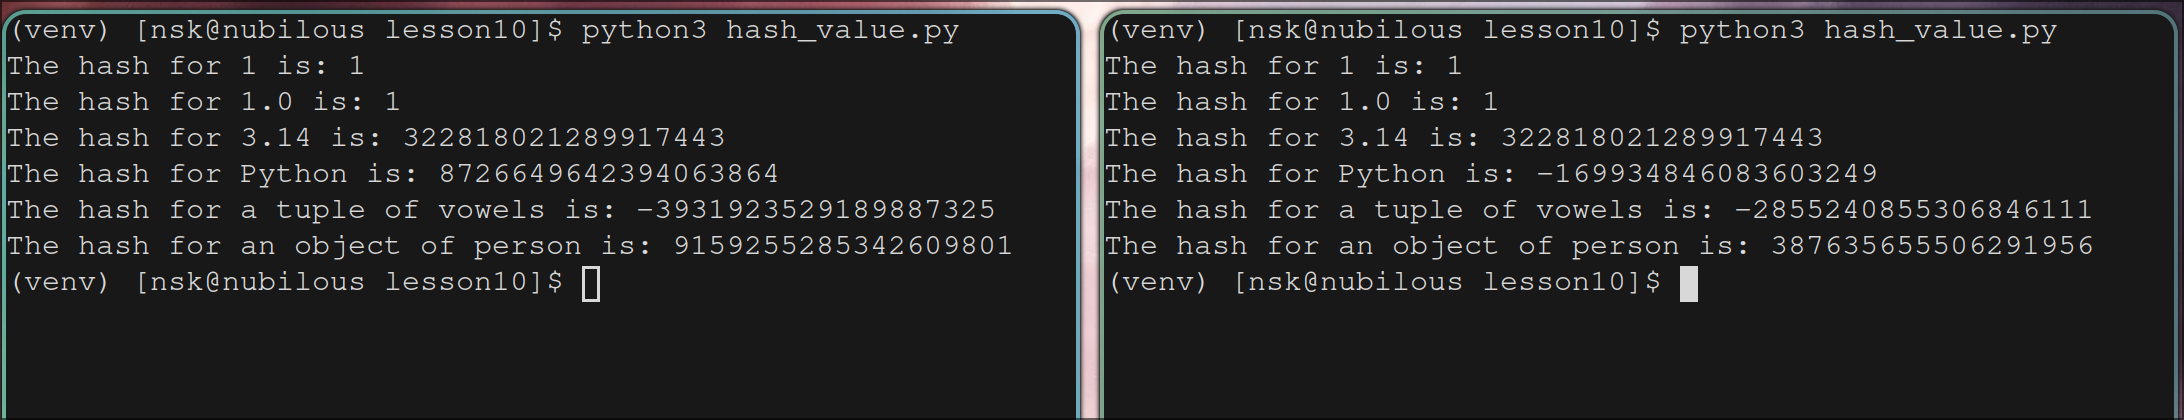 (venv) [nsk@nubilous lesson10]$ python3 hash_value.py
The hash for 1 is: 1
The hash for 1.0 is: 1
The hash for 3.14 is: 322818021289917443
The hash for Python is: 8726649642394063864
The hash for a tuple of vowels is: -3931923529189887325
The hash for an object of person is: 9159255285342609801
(venv) [nsk@nubilous lesson10]$
(venv) [nsk@nubilous lesson10]$ python3 hash_value.py
The hash for 1 is: 1
The hash for 1.0 is: 1
The hash for 3.14 is: 322818021289917443
The hash for Python is: -169934846083603249
The hash for a tuple of vowels is: -2855240855306846111
The hash for an object of person is: 387635655506291956
(venv) [nsk@nubilous lesson10]$